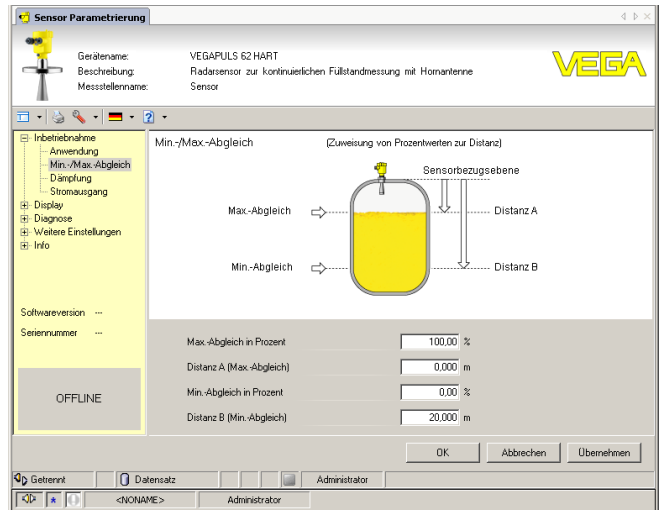 Sensor Parametrierung
Gerätename: VEGAPULS 62 HART
Beschreibung: Radarsensor zur kontinuierlichen Füllstandmessung mit Hornantenne
Messstellenname: Sensor
VEGA
Inbetriebnahme
Anwendung
Min.-/Max.-Abgleich
Dämpfung
Stromausgang
Display
Diagnose
Weitere Einstellungen
Info
Softwareversion ---
Seriennummer ---
OFFLINE
Min.-/Max.-Abgleich (Zuweisung von Prozentwerten zur Distanz)
Sensorbezugsebene
Max.-Abgleich Distanz A
Min.-Abgleich Distanz B
Max.-Abgleich in Prozent 100,00 %
Distanz A (Max.-Abgleich) 0,000 m
Min.-Abgleich in Prozent 0,00 %
Distanz B (Min.-Abgleich) 20,000 m
OK Abbrechen Übernehmen
Getrennt Datensatz Administrator
<NONAME> Administrator